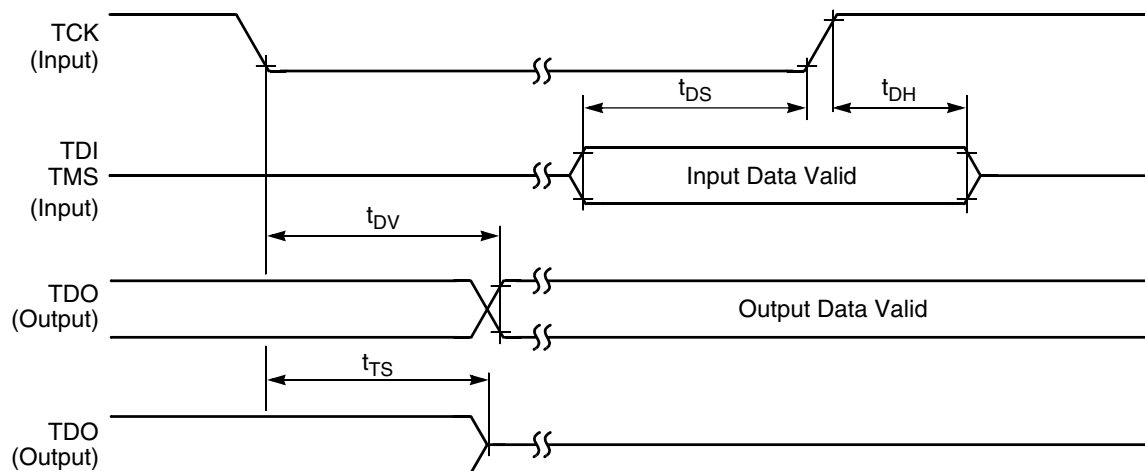 TCK
(Input)
tDS
tDH
TDI
TMS
(Input)
Input Data Valid
tDV
TDO
(Output)
Output Data Valid
tTS
TDO
(Output)